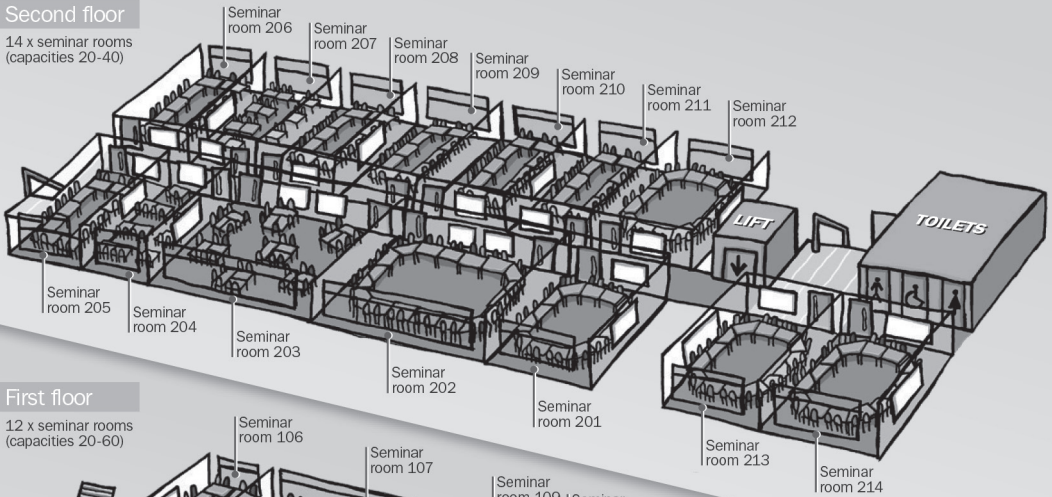 Second floor
14 x seminar rooms
(capacities 20-40)
Seminar
room 206
Seminar
room 207
Seminar
room 208
Seminar
room 209
Seminar
room 210
Seminar
room 211
Seminar
room 212
LIFT
TOILETS
Seminar
room 205
Seminar
room 204
Seminar
room 203
Seminar
room 202
Seminar
room 201
Seminar
room 213
Seminar
room 214
First floor
12 x seminar rooms
(capacities 20-60)
Seminar
room 106
Seminar
room 107
Seminar
room 109